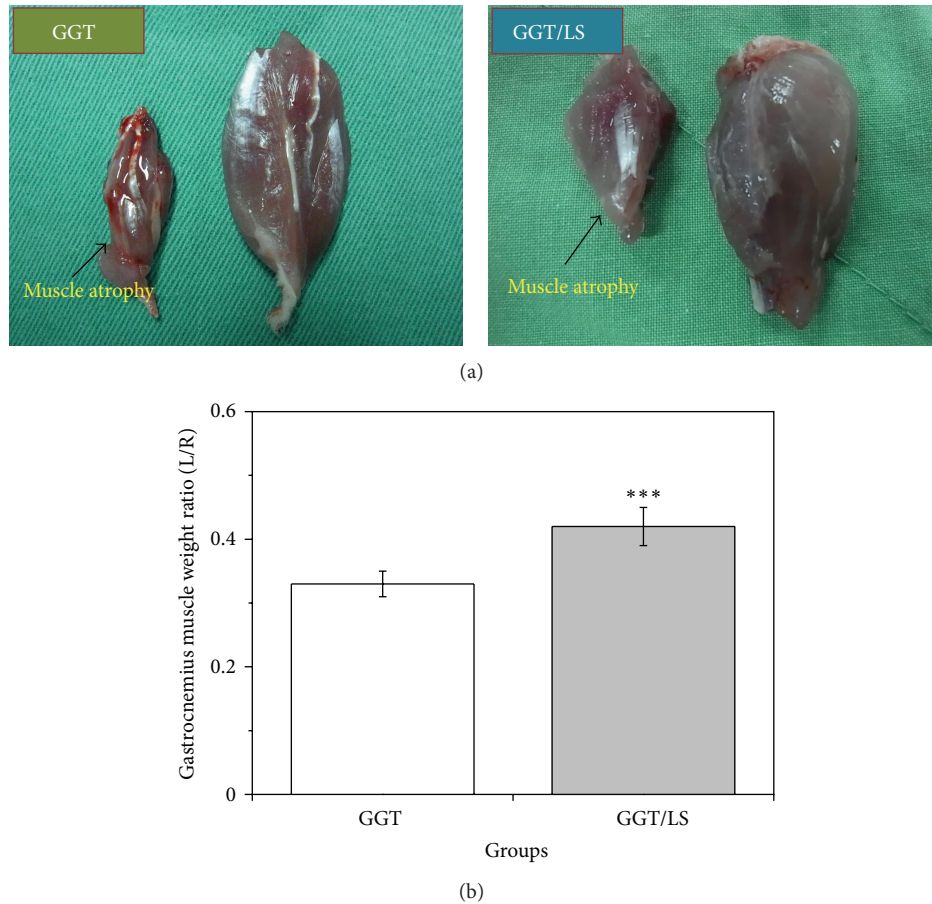 GGT
GGT/LS
Muscle atrophy
Muscle atrophy
(a)
Gastrocnemius muscle weight ratio (L/R)
0.6
0.4
0.2
0
***
GGT
GGT/LS
Groups
(b)